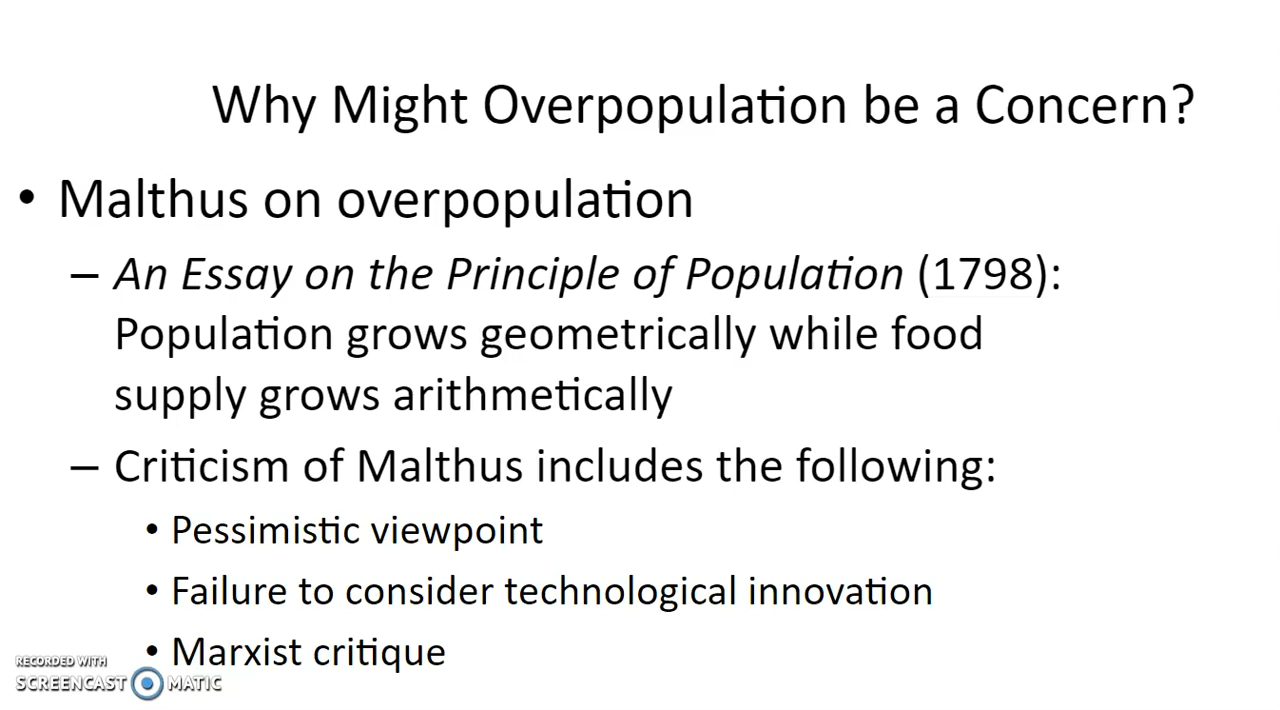 Why Might Overpopulation be a Concern?
• Malthus on overpopulation
– An Essay on the Principle of Population (1798):
Population grows geometrically while food
supply grows arithmetically
– Criticism of Malthus includes the following:
• Pessimistic viewpoint
• Failure to consider technological innovation
• Marxist critique
RECORDED WITH
SCREENCAST MATIC